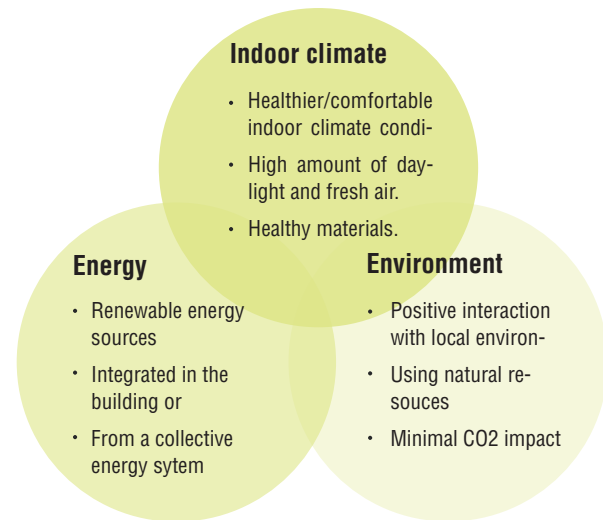 Indoor climate
• Healthier/comfortable
indoor climate condi-
• High amount of day-
light and fresh air.
• Healthy materials.
Energy
• Renewable energy
sources
• Integrated in the
building or
• From a collective
energy sytem
Environment
• Positive interaction
with local environ-
• Using natural re-
souces
• Minimal CO2 impact